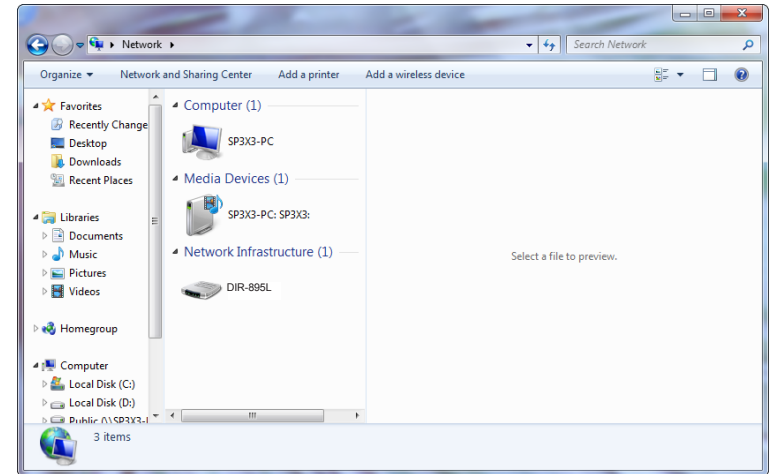 Network
Search Network
Organize
Network and Sharing Center
Add a printer
Add a wireless device
Favorites
Recently Change
Desktop
Downloads
Recent Places
Libraries
Documents
Music
Pictures
Videos
Homegroup
Computer
Local Disk (C:)
Local Disk (D:)
Public (\\SP3X3-
Computer (1)
SP3X3-PC
Media Devices (1)
SP3X3-PC: SP3X3:
Network Infrastructure (1)
DIR-895L
Select a file to preview.
3 items